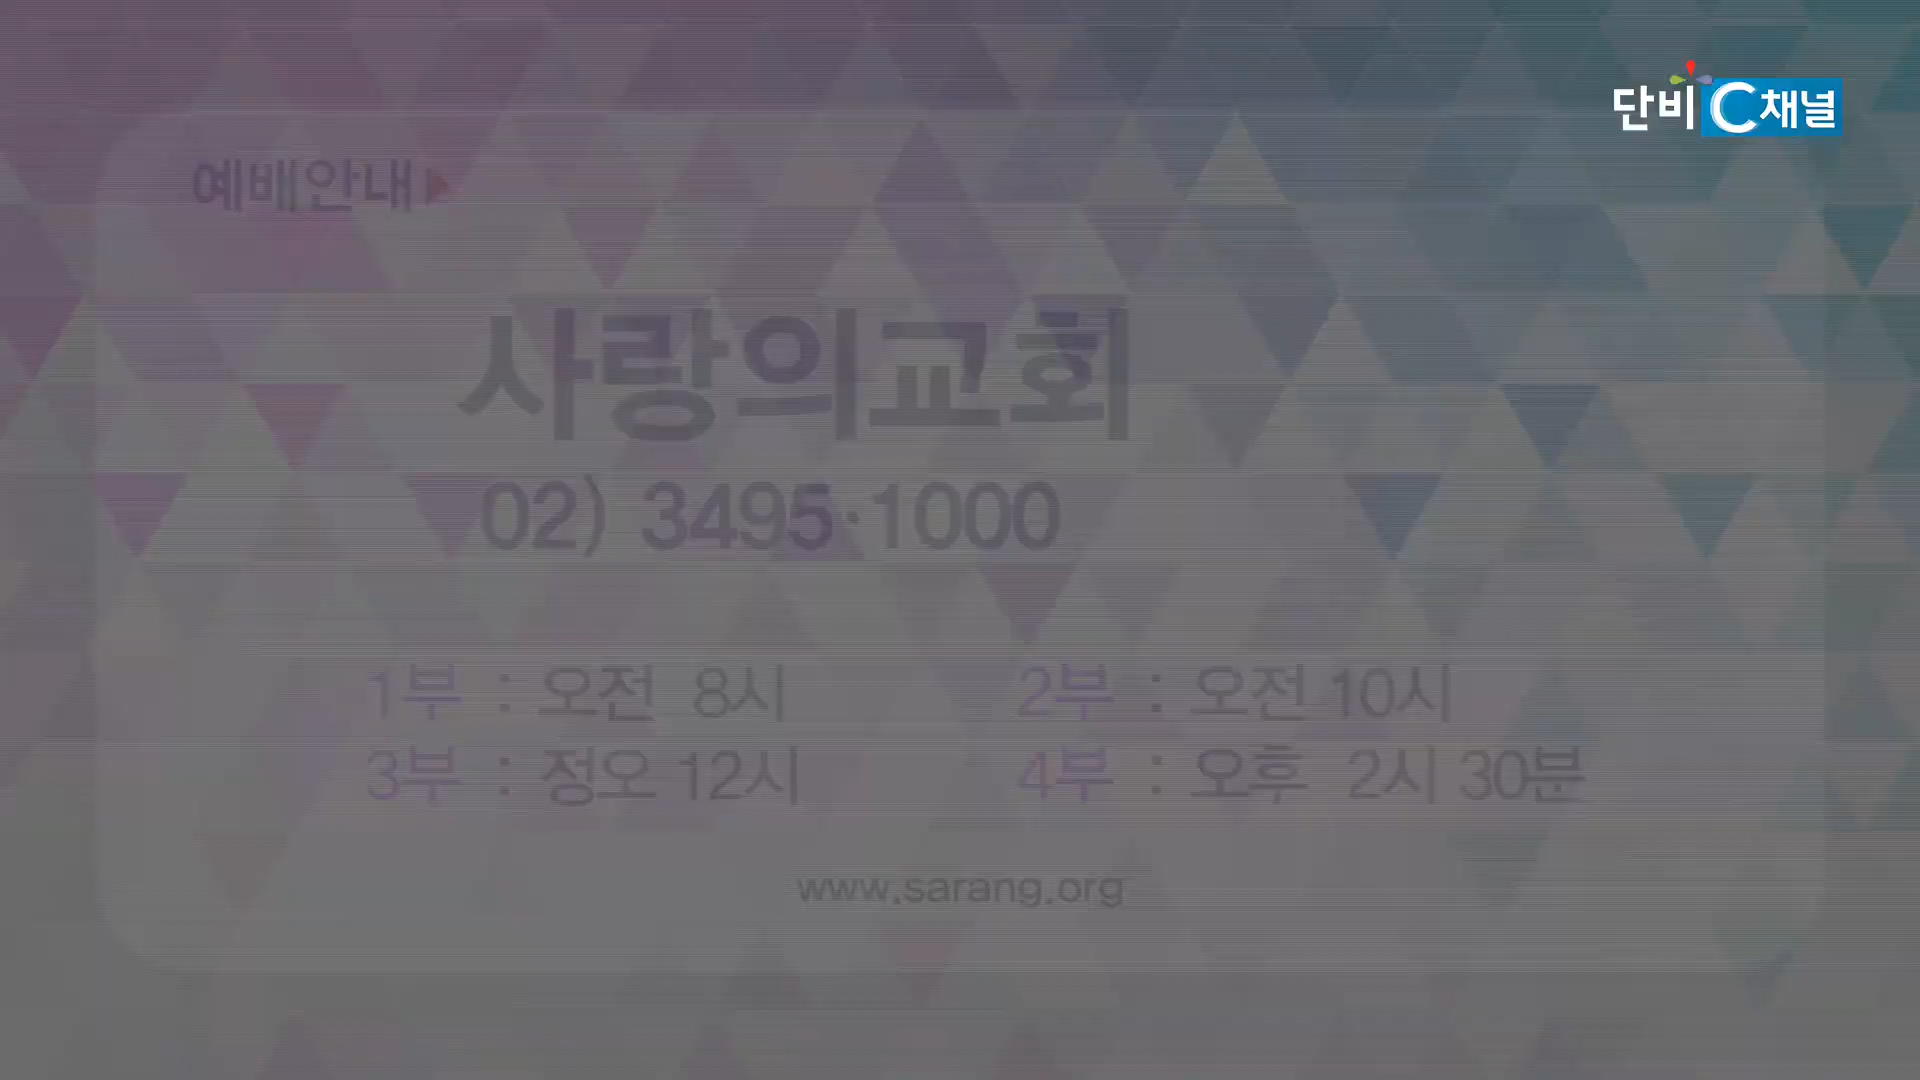 단비 C채널
예배안내▶
사랑의교회
02) 3495·1000
1부 : 오전 8시 2부 : 오전 10시
3부 : 정오 12시 4부 : 오후 2시 30분
www.sarang.org